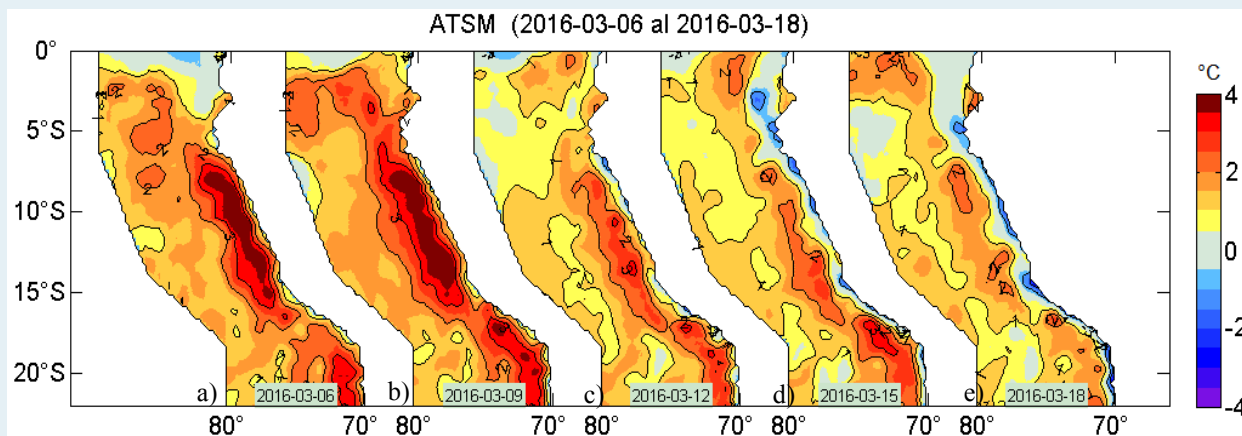 ATSM (2016-03-06 al 2016-03-18)
°C
0°
5°S
10°S
15°S
20°S
4
2
0
-2
-4
a) 2016-03-06
b) 2016-03-09
c) 2016-03-12
d) 2016-03-15
e) 2016-03-18
80° 70° 80° 70° 80° 70° 80° 70° 80° 70°